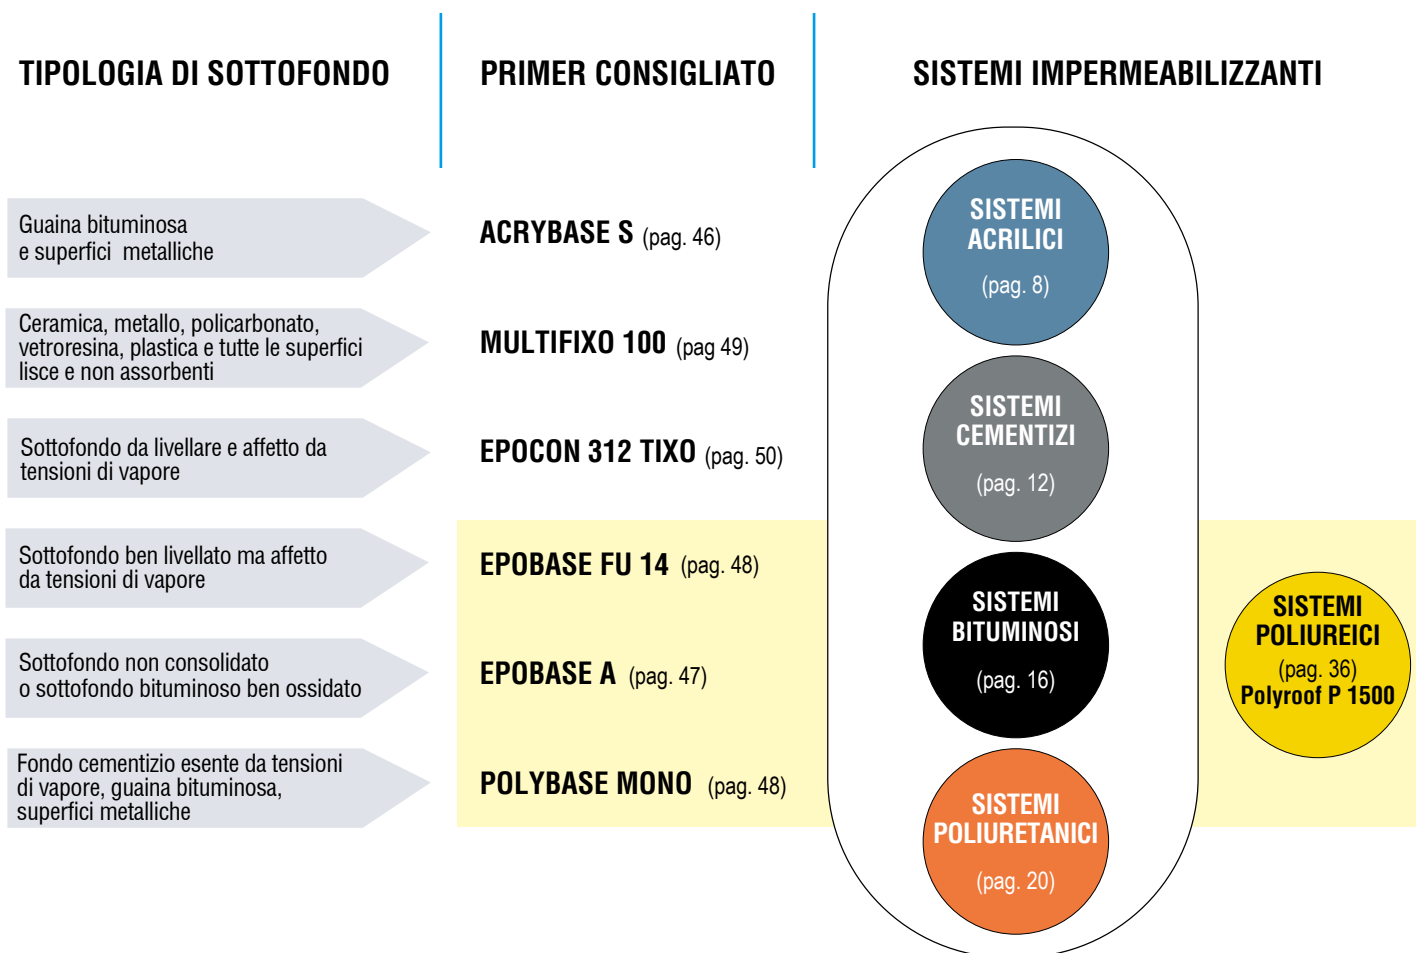 TIPOLOGIA DI SOTTOFONDO
PRIMER CONSIGLIATO
SISTEMI IMPERMEABILIZZANTI
Guaina bituminosa
e superfici metalliche
ACRYBASE S (pag. 46)
Ceramica, metallo, policarbonato,
vetroresina, plastica e tutte le superfici
lisce e non assorbenti
MULTIFIXO 100 (pag 49)
Sottofondo da livellare e affetto da
tensioni di vapore
EPOCON 312 TIXO (pag. 50)
Sottofondo ben livellato ma affetto
da tensioni di vapore
EPOBASE FU 14 (pag. 48)
Sottofondo non consolidato
o sottofondo bituminoso ben ossidato
EPOBASE A (pag. 47)
Fondo cementizio esente da tensioni
di vapore, guaina bituminosa,
superfici metalliche
POLYBASE MONO (pag. 48)
SISTEMI
ACRILICI
(pag. 8)
SISTEMI
CEMENTIZI
(pag. 12)
SISTEMI
BITUMINOSI
(pag. 16)
SISTEMI
POLIURETANICI
(pag. 20)
SISTEMI
POLIUREICI
(pag. 36)
Polyroof P 1500